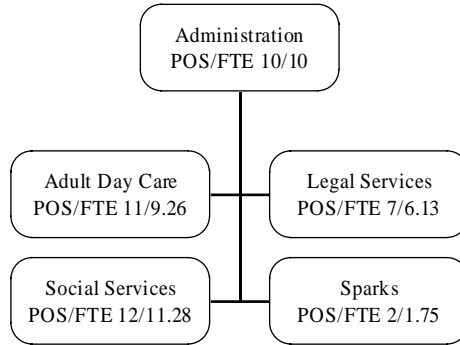 Administration
POS/FTE 10/10
Adult Day Care
POS/FTE 11/9.26
Legal Services
POS/FTE 7/6.13
Social Services
POS/FTE 12/11.28
Sparks
POS/FTE 2/1.75